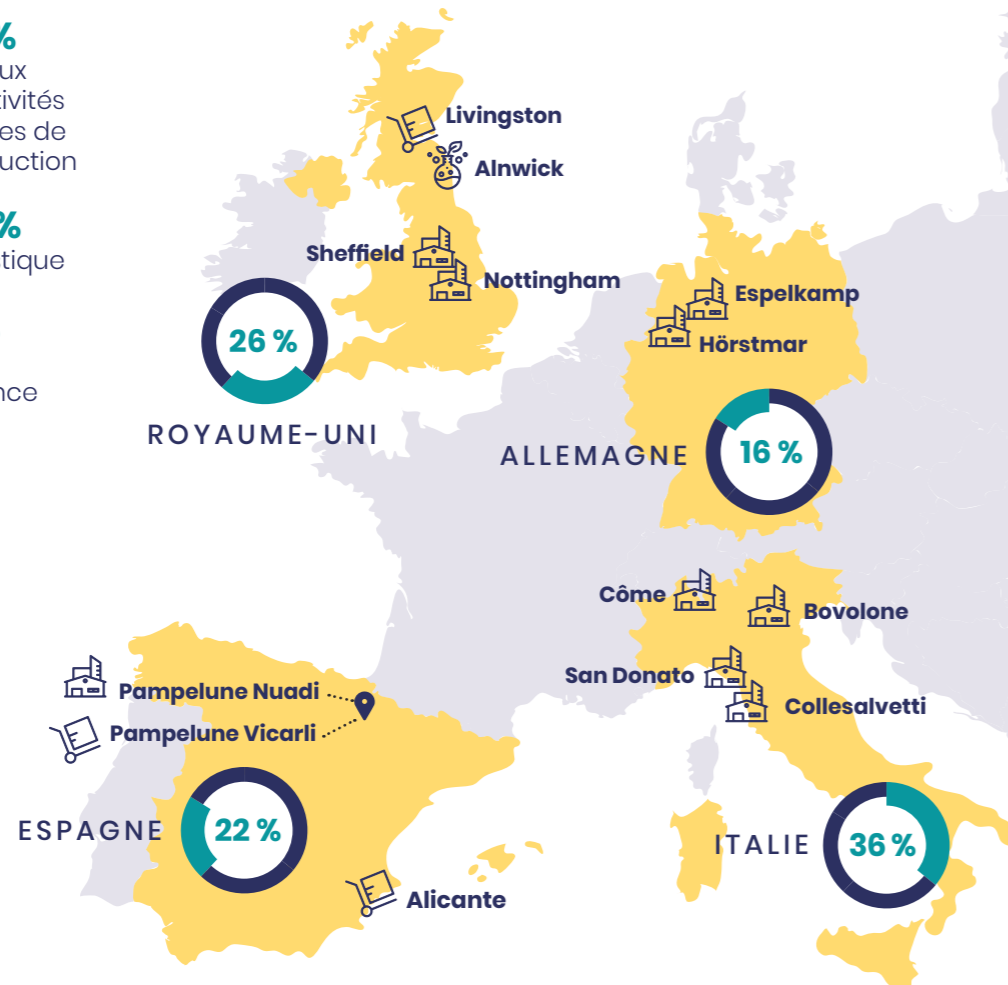 %
ux
tivités
es de
uction
%
tique
nce
Livingston
Alnwick
Sheffield
Nottingham
26 %
ROYAUME-UNI
Espelkamp
Hörstmar
ALLEMAGNE
16 %
Côme
Bovolone
San Donato
Collesalvetti
Pampelune Nuadi
Pampelune Vicarli
ESPAGNE
22 %
Alicante
ITALIE
36 %